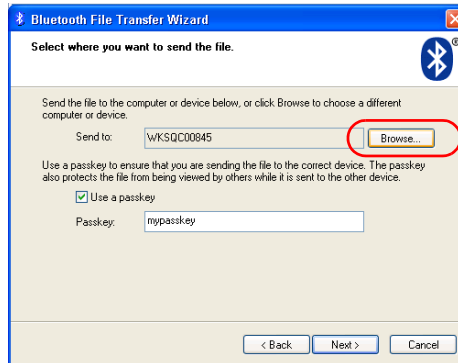 Bluetooth File Transfer Wizard
Select where you want to send the file.
Send the file to the computer or device below, or click Browse to choose a different
computer or device.
Send to: WKSQC00845 Browse...
Use a passkey to ensure that you are sending the file to the correct device. The passkey
also protects the file from being viewed by others while it is sent to the other device.
Use a passkey
Passkey: mypasskey
< Back Next > Cancel